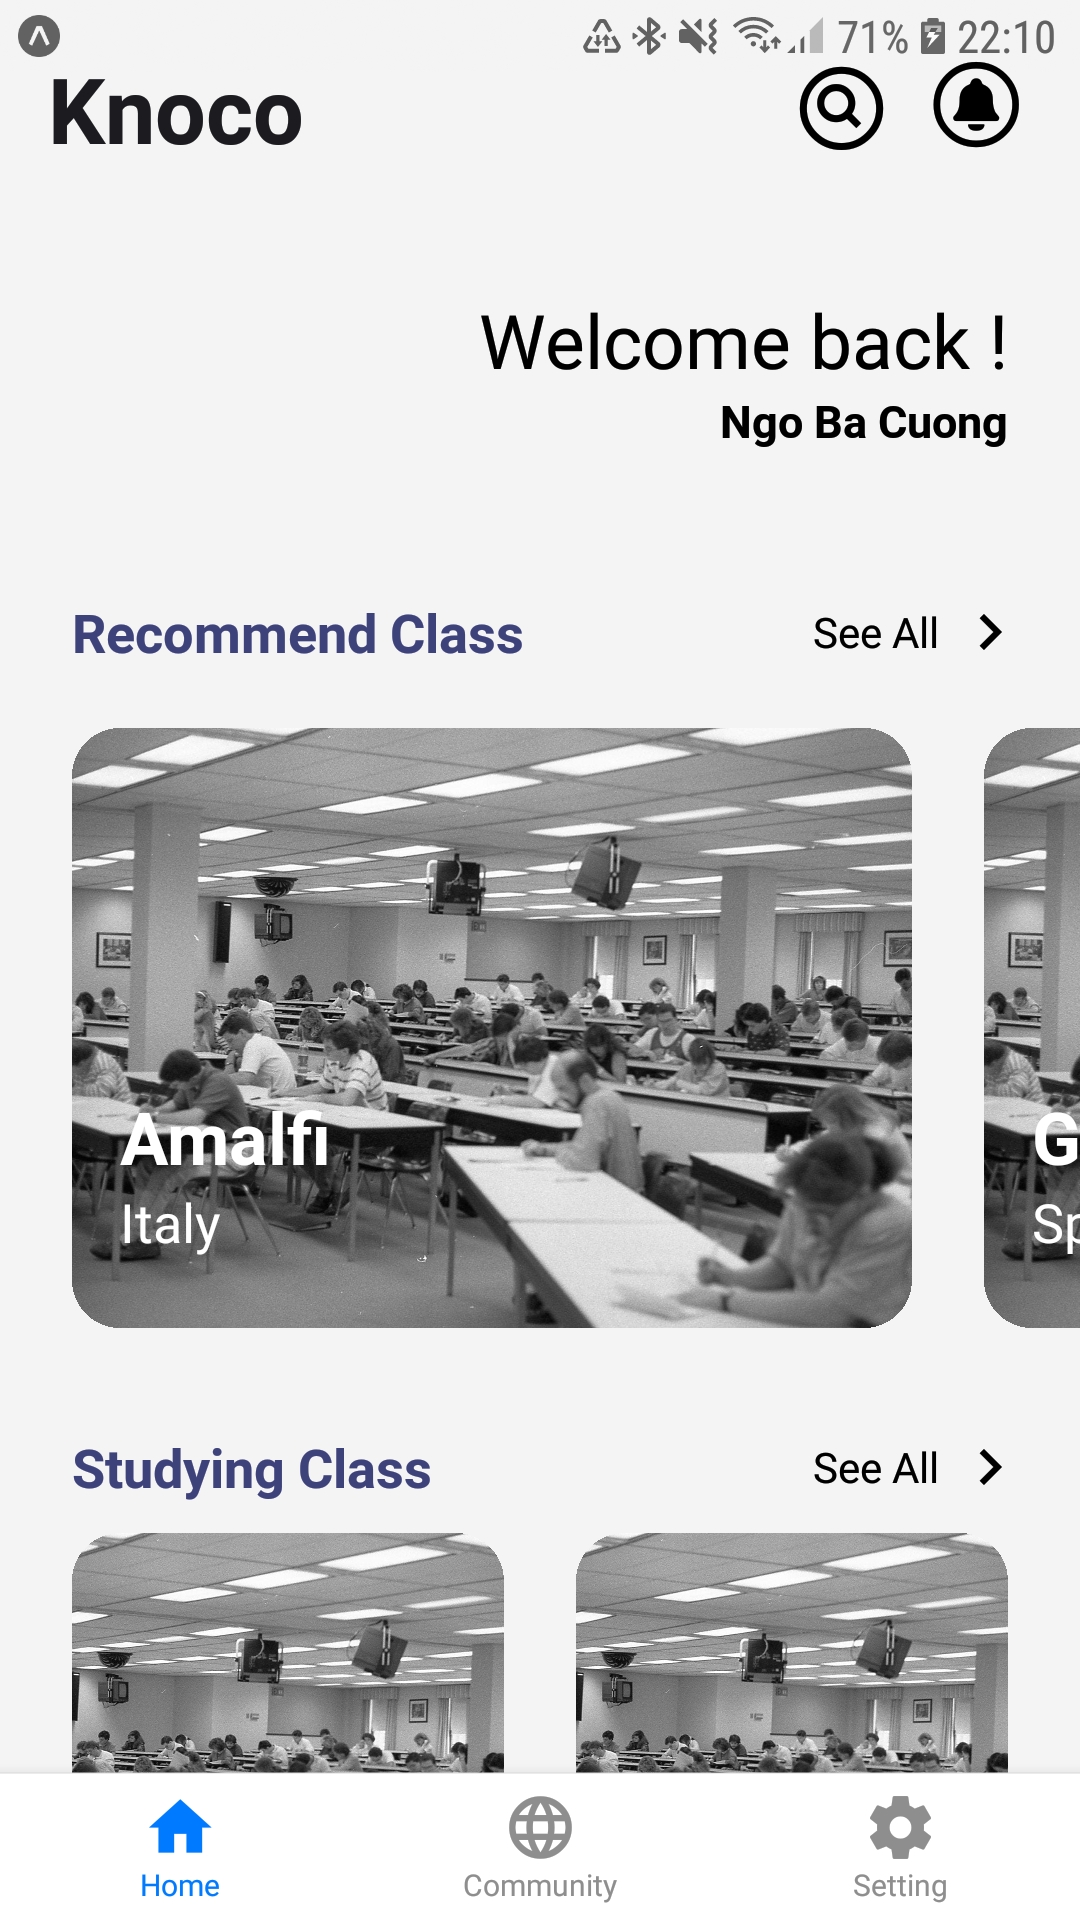 71% 22:10
Knoco
Welcome back !
Ngo Ba Cuong
Recommend Class See All
Amalfi
Italy
G
Sp
Studying Class See All
Home Community Setting